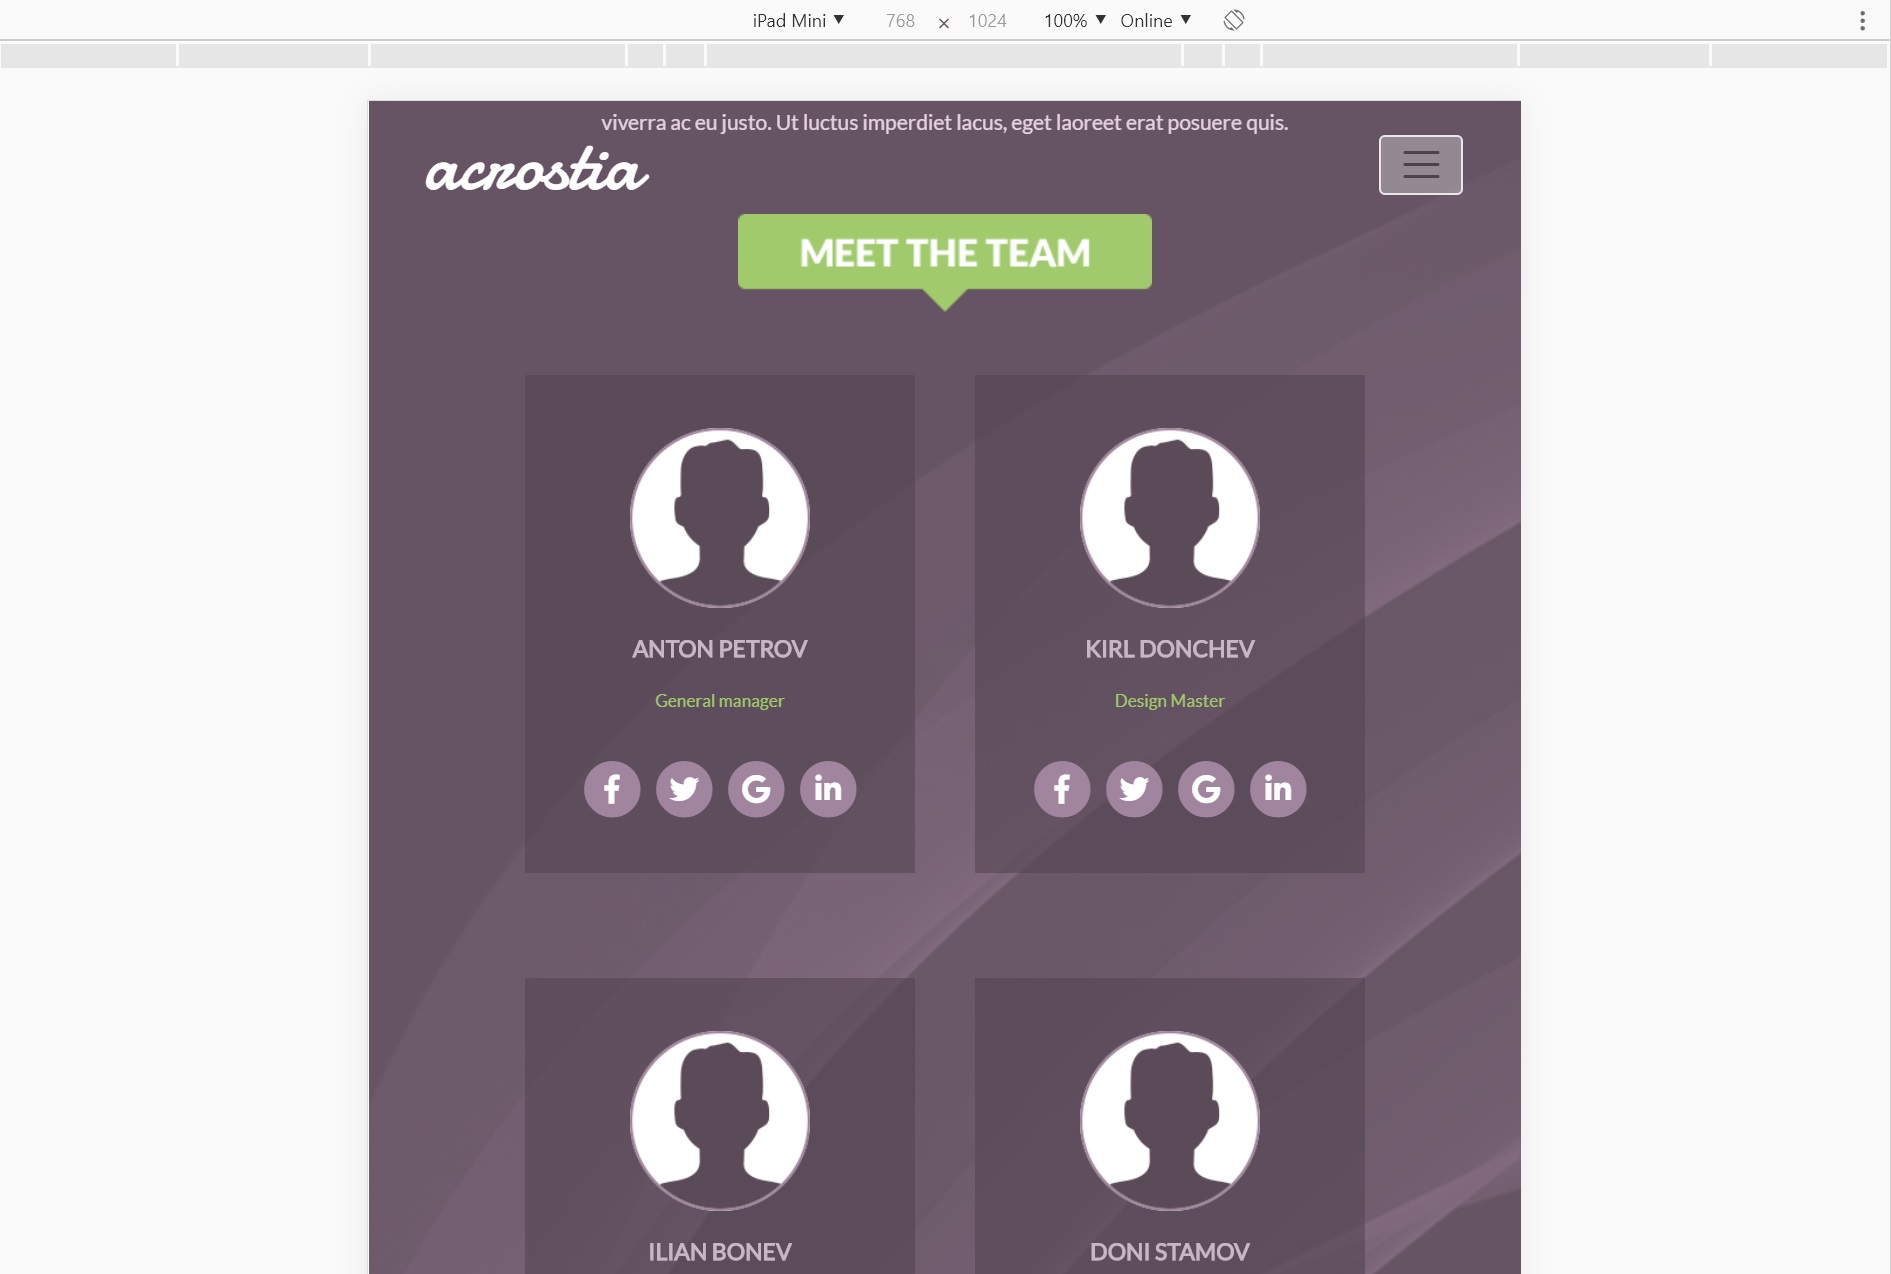 iPad Mini ▼ 768 × 1024 100% ▼ Online ▼
viverra ac eu justo. Ut luctus imperdiet lacus, eget laoreet erat posuere quis.
acrostia
MEET THE TEAM
ANTON PETROV
General manager
KIRL DONCHEV
Design Master
ILIAN BONEV
DONI STAMOV